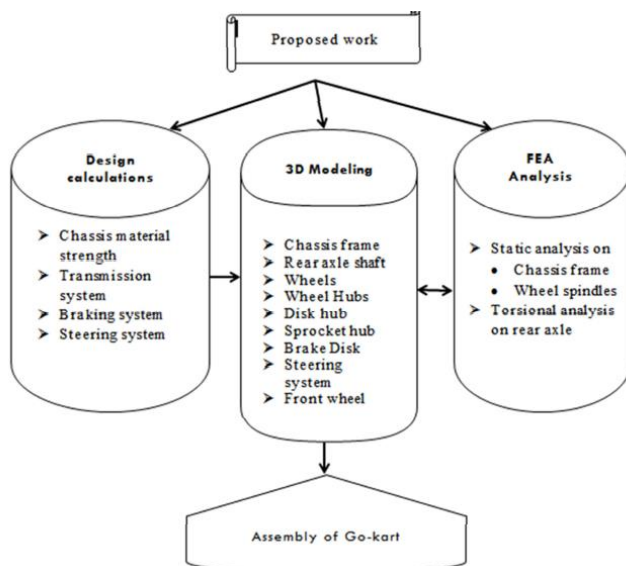 Proposed work
Design
calculations
➢ Chassis material
strength
➢ Transmission
system
➢ Braking system
➢ Steering system
3D Modeling
➢ Chassis frame
➢ Rear axle shaft
➢ Wheels
➢ Wheel Hubs
➢ Disk hub
➢ Sprocket hub
➢ Brake Disk
➢ Steering
system
➢ Front wheel
FEA
Analysis
➢ Static analysis on
• Chassis frame
• Wheel spindles
➢ Torsional analysis
on rear axle
Assembly of Go-kart